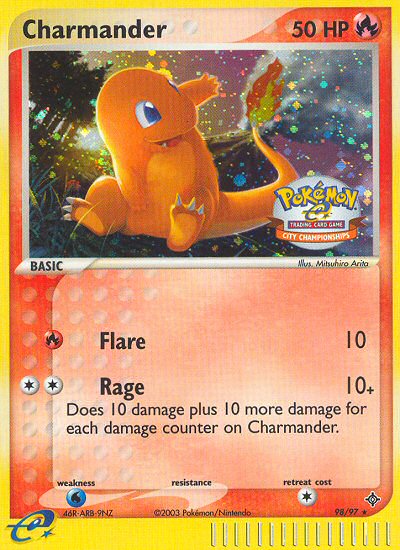 Charmander 50 HP
POKéMON
e
TRADING CARD GAME
CITY CHAMPIONSHIPS
BASIC
Illus. Mitsuhiro Arita
Flare 10
Rage 10+
Does 10 damage plus 10 more damage for
each damage counter on Charmander.
weakness resistance retreat cost
46R-ARB-9NZ ©2003 Pokémon/Nintendo 98/97 ★
e